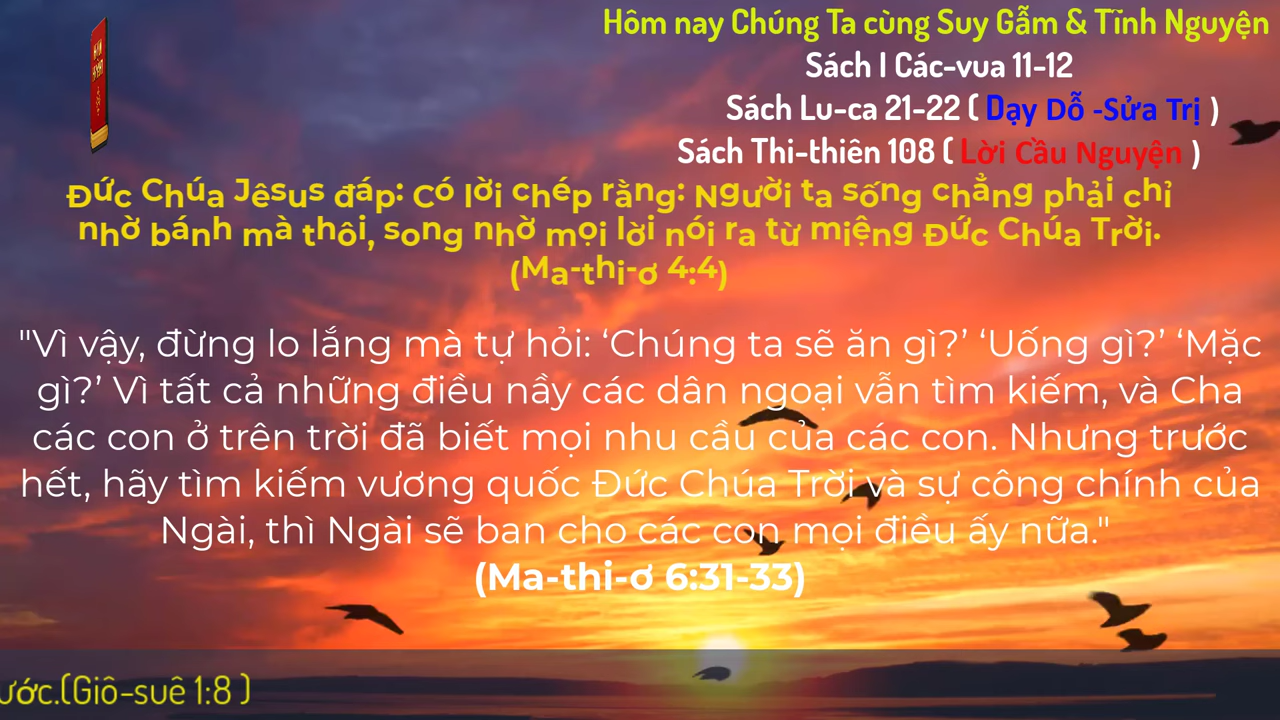 Hôm nay Chúng Ta cùng Suy Gẫm & Tĩnh Nguyện
Sách I Các-vua 11-12
Sách Lu-ca 21-22 ( Dạy Dỗ -Sửa Trị )
Sách Thi-thiên 108 ( Lời Cầu Nguyện )
Đức Chúa Jêsus đáp: Có lời chép rằng: Người ta sống chẳng phải chỉ
nhờ bánh mà thôi, song nhờ mọi lời nói ra từ miệng Đức Chúa Trời.
(Ma-thi-ơ 4:4)
"Vì vậy, đừng lo lắng mà tự hỏi: ‘Chúng ta sẽ ăn gì?’ ‘Uống gì?’ ‘Mặc
gì?’ Vì tất cả những điều nầy các dân ngoại vẫn tìm kiếm, và Cha
các con ở trên trời đã biết mọi nhu cầu của các con. Nhưng trước
hết, hãy tìm kiếm vương quốc Đức Chúa Trời và sự công chính của
Ngài, thì Ngài sẽ ban cho các con mọi điều ấy nữa."
(Ma-thi-ơ 6:31-33)
ước.(Giô-suê 1:8 )